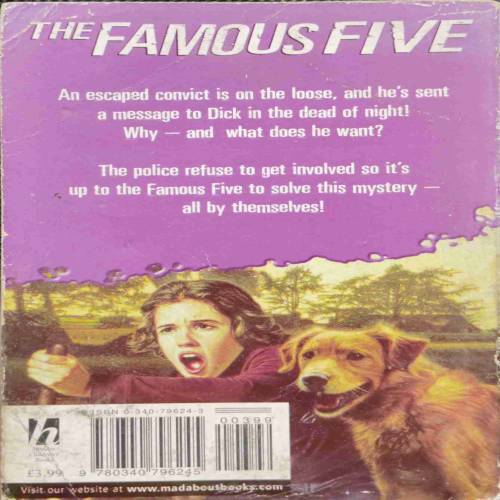 THE FAMOUS FIVE
An escaped convict is on the loose, and he's sent
a message to Dick in the dead of night!
Why — and what does he want?
The police refuse to get involved so it's
up to the Famous Five to solve this mystery —
all by themselves!
ISBN 0-340-79624-3
00399
h
£3.99
9 780340 796245
Visit our website at www.madaboutbooks.com